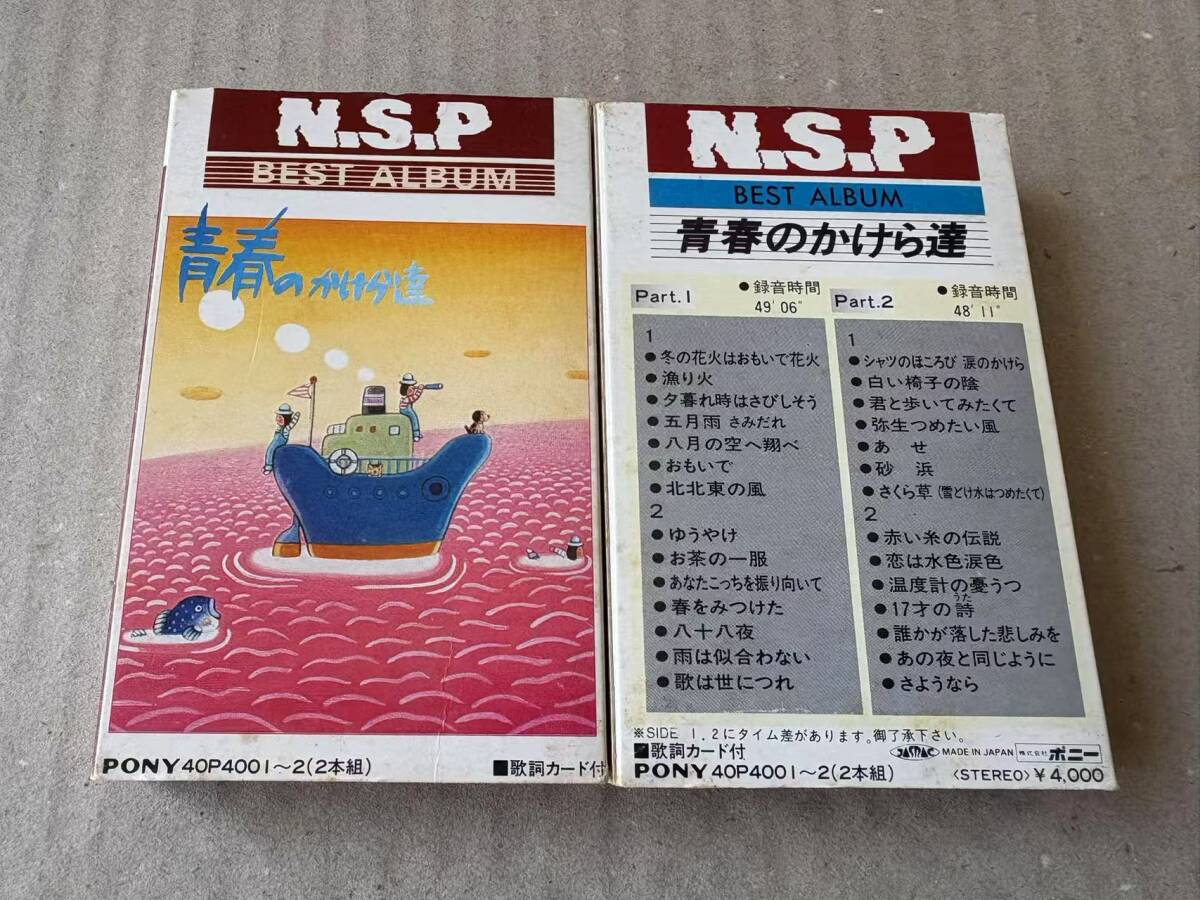 N.S.P
BEST ALBUM
青春のかけら達
PONY 40P4001～2(2本組)
■歌詞カード付
N.S.P
BEST ALBUM
青春のかけら達
Part.1
●録音時間
49'06"
1
●冬の花火はおもいで花火
●漁り火
●夕暮れ時はさびしそう
●五月雨 さみだれ
●八月の空へ翔べ
●おもいで
●北北東の風
2
●ゆうやけ
●お茶の一服
●あなたこっちを振り向いて
●春をみつけた
●八十八夜
●雨は似合わない
●歌は世につれ
Part.2
●録音時間
48'11"
1
●シャツのほころび 涙のかけら
●白い椅子の陰
●君と歩いてみたくて
●弥生つめたい風
●あ せ
●砂 浜
●さくら草(雪どけ水はつめたくて)
2
●赤い糸の伝説
●恋は水色涙色
●温度計の憂うつ
うた
●17才の詩
●誰かが落した悲しみを
●あの夜と同じように
●さようなら
※SIDE 1.2にタイム差があります。御了承下さい。
■歌詞カード付
JASRAC MADE IN JAPAN 株式会社 ポニー
PONY 40P4001～2(2本組)
〈STEREO〉¥4,000